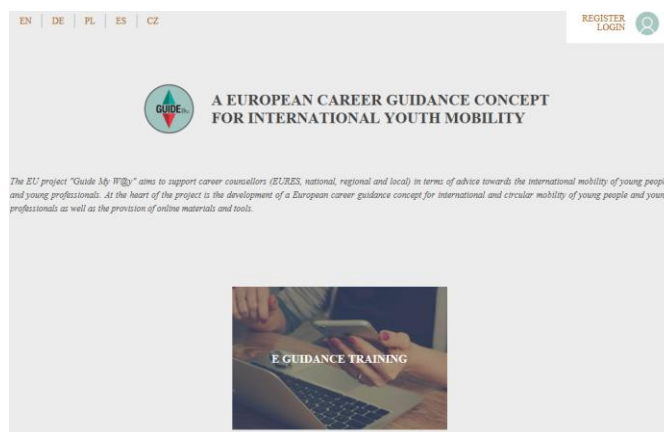 EN DE PL ES CZ
REGISTER
LOGIN
GUIDE
A EUROPEAN CAREER GUIDANCE CONCEPT
FOR INTERNATIONAL YOUTH MOBILITY
The EU project "Guide My W@y" aims to support career counsellors (EURES, national, regional and local) in terms of advice towards the international mobility of young peopl
and young professionals. At the heart of the project is the development of a European career guidance concept for international and circular mobility of young people and youn
professionals as well as the provision of online materials and tools.
E GUIDANCE TRAINING